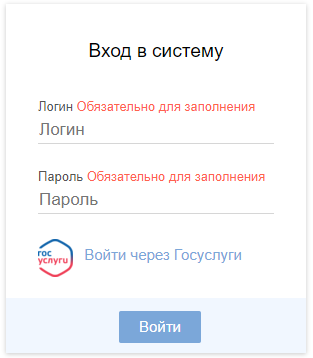 Вход в систему
Логин Обязательно для заполнения
Логин
Пароль Обязательно для заполнения
Пароль
гос
услуги
Войти через Госуслуги
Войти